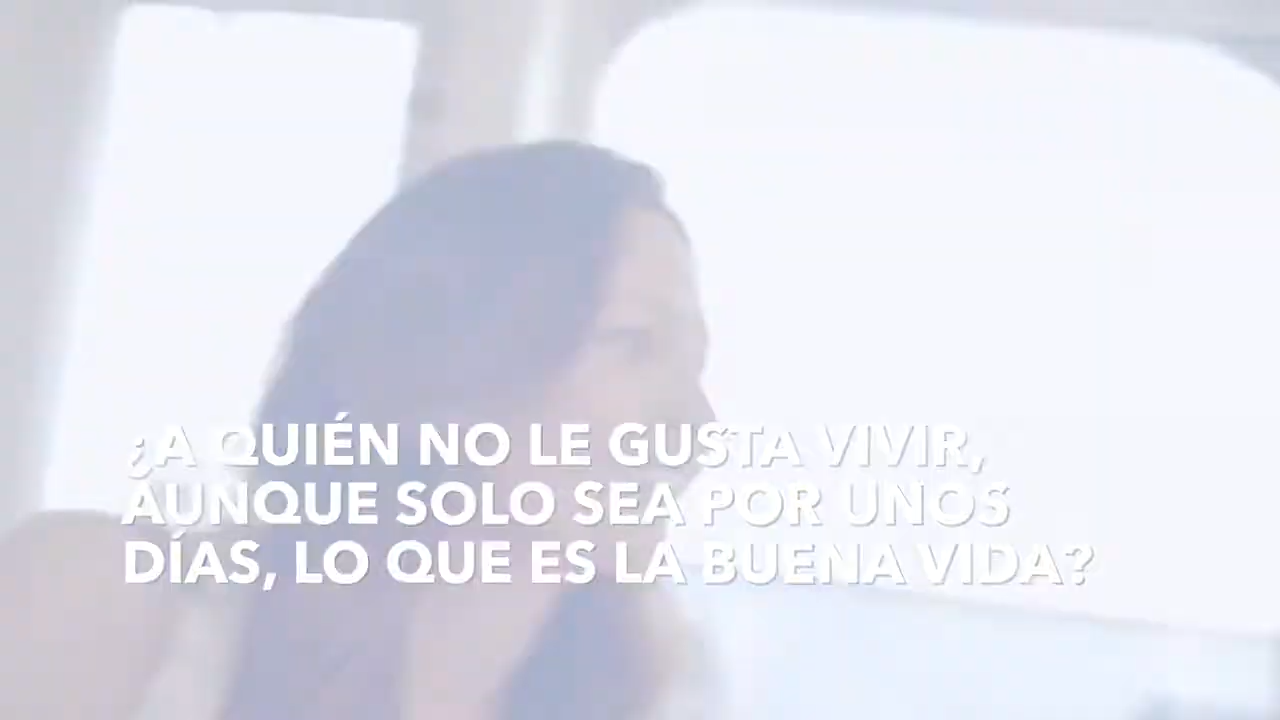 ¿A QUIÉN NO LE GUSTA VIVIR,
AUNQUE SOLO SEA POR UNOS
DÍAS, LO QUE ES LA BUENA VIDA?